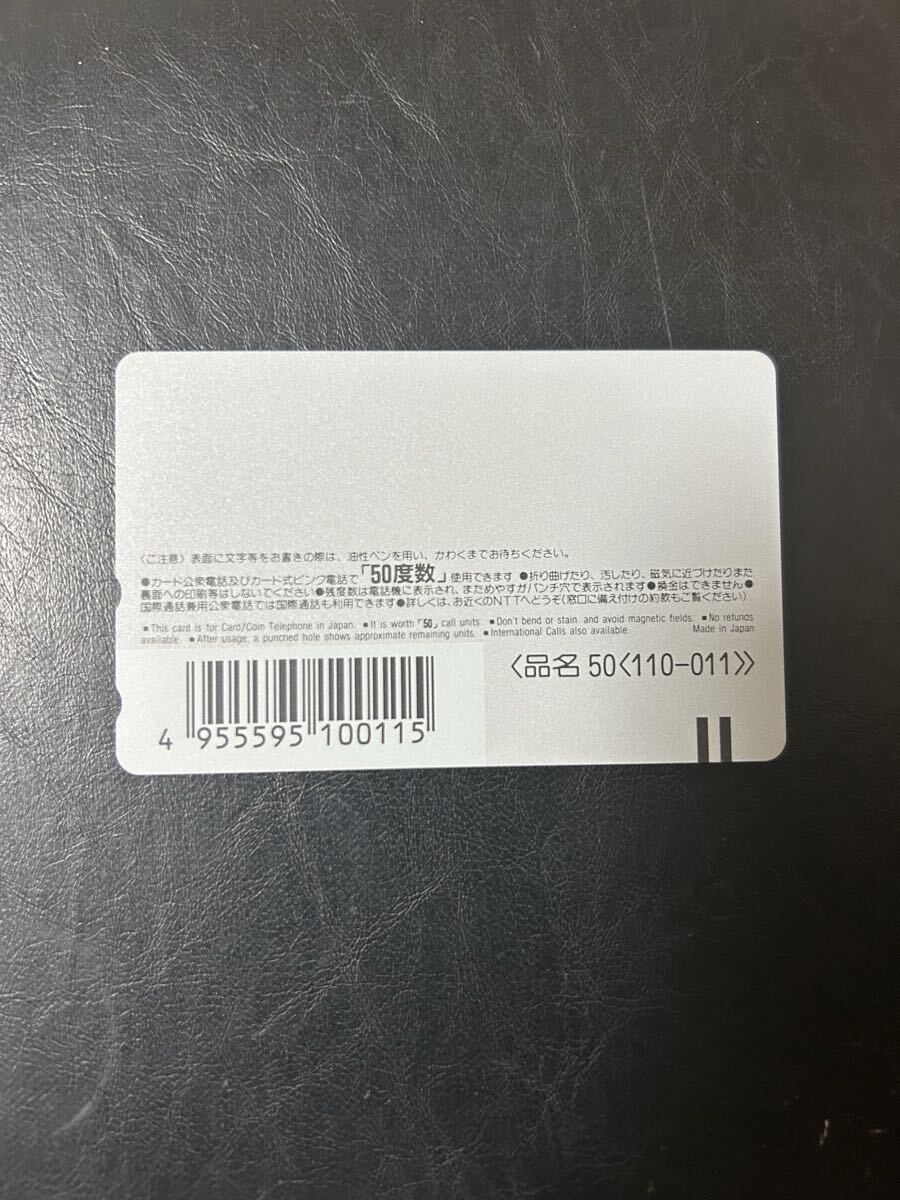 〈ご注意〉表面に文字等をお書きの際は、油性ペンを用い、かわくまでお待ちください。
●カード公衆電話及びカード式ピンク電話で「50度数」使用できます ●折り曲げたり、汚したり、磁気に近づけたりまた
裏面への印刷等はしないでください●残度数は電話機に表示され、まためやすがパンチ穴で表示されます●換金はできません●
国際通話兼用公衆電話では国際通話も利用できます●詳しくは、お近くのNTTへどうぞ(窓口に備え付けの約款もご覧ください)
■This card is for Card/Coin Telephone in Japan. ■It is worth「50」call units. ■Don't bend or stain and avoid magnetic fields. ■No refunds
available. ■After usage, a punched hole shows approximate remaining units. ■International Calls also available. Made in Japan
〈品名 50〈110-011〉〉
4 955595 100115